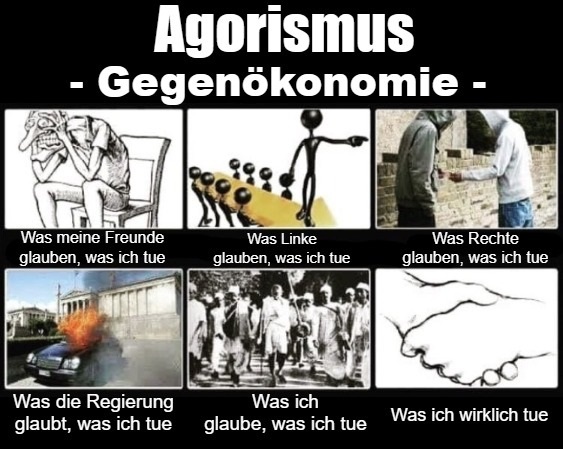 Agorismus
- Gegenökonomie -
Was meine Freunde
glauben, was ich tue
Was Linke
glauben, was ich tue
Was Rechte
glauben, was ich tue
Was die Regierung
glaubt, was ich tue
Was ich
glaube, was ich tue
Was ich wirklich tue